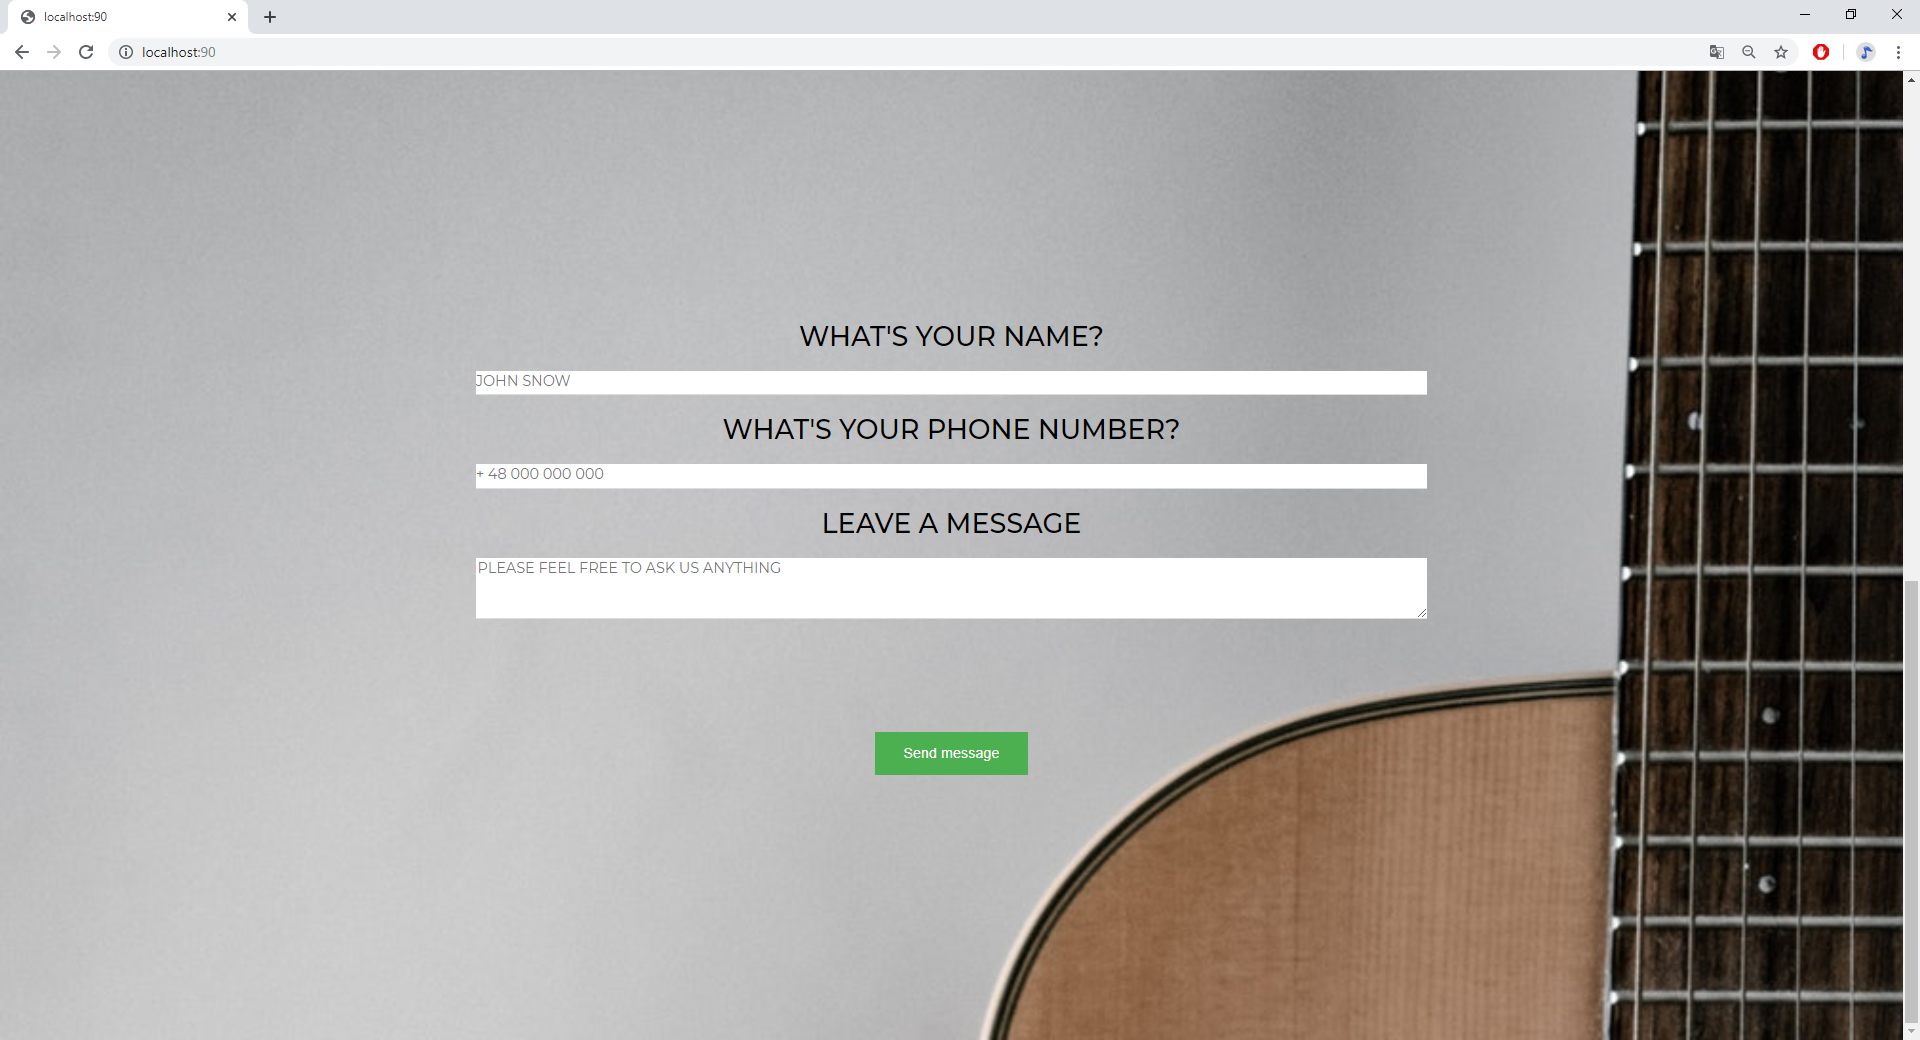 localhost:90
localhost:90
WHAT'S YOUR NAME?
JOHN SNOW
WHAT'S YOUR PHONE NUMBER?
+ 48 000 000 000
LEAVE A MESSAGE
PLEASE FEEL FREE TO ASK US ANYTHING
Send message